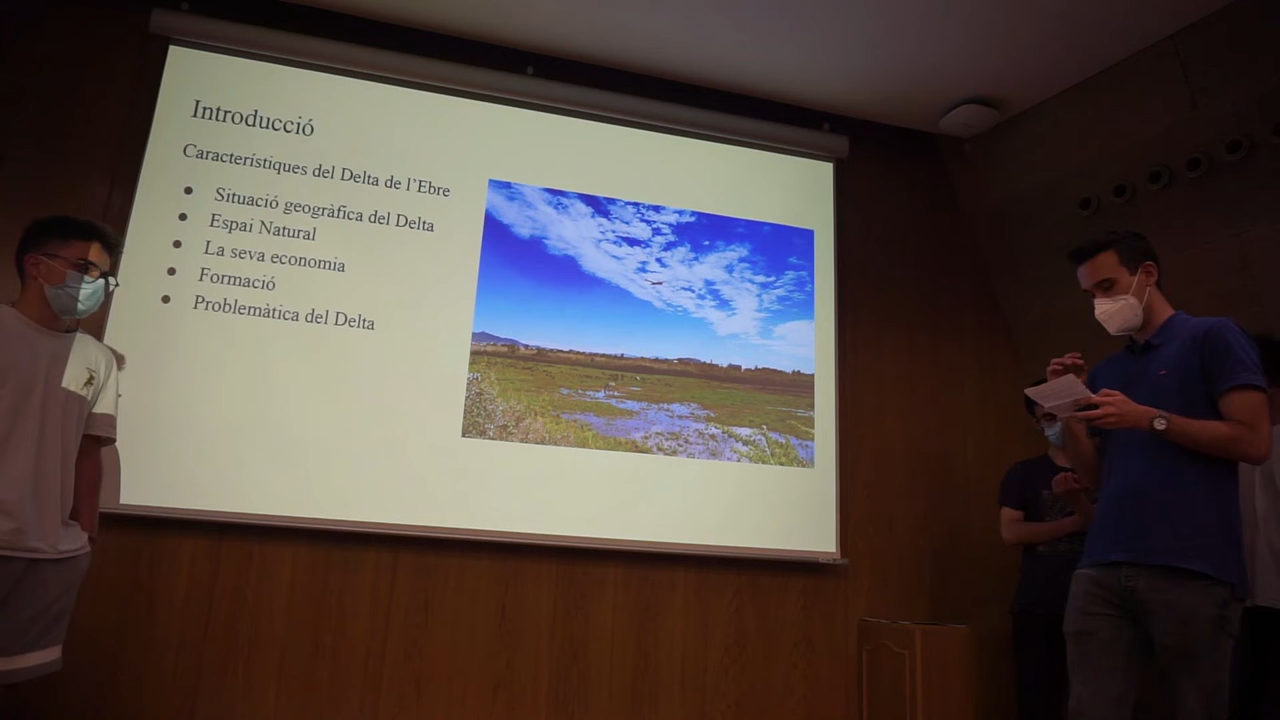 Introducció
Característiques del Delta de l'Ebre
● Situació geogràfica del Delta
● Espai Natural
● La seva economia
● Formació
● Problemàtica del Delta